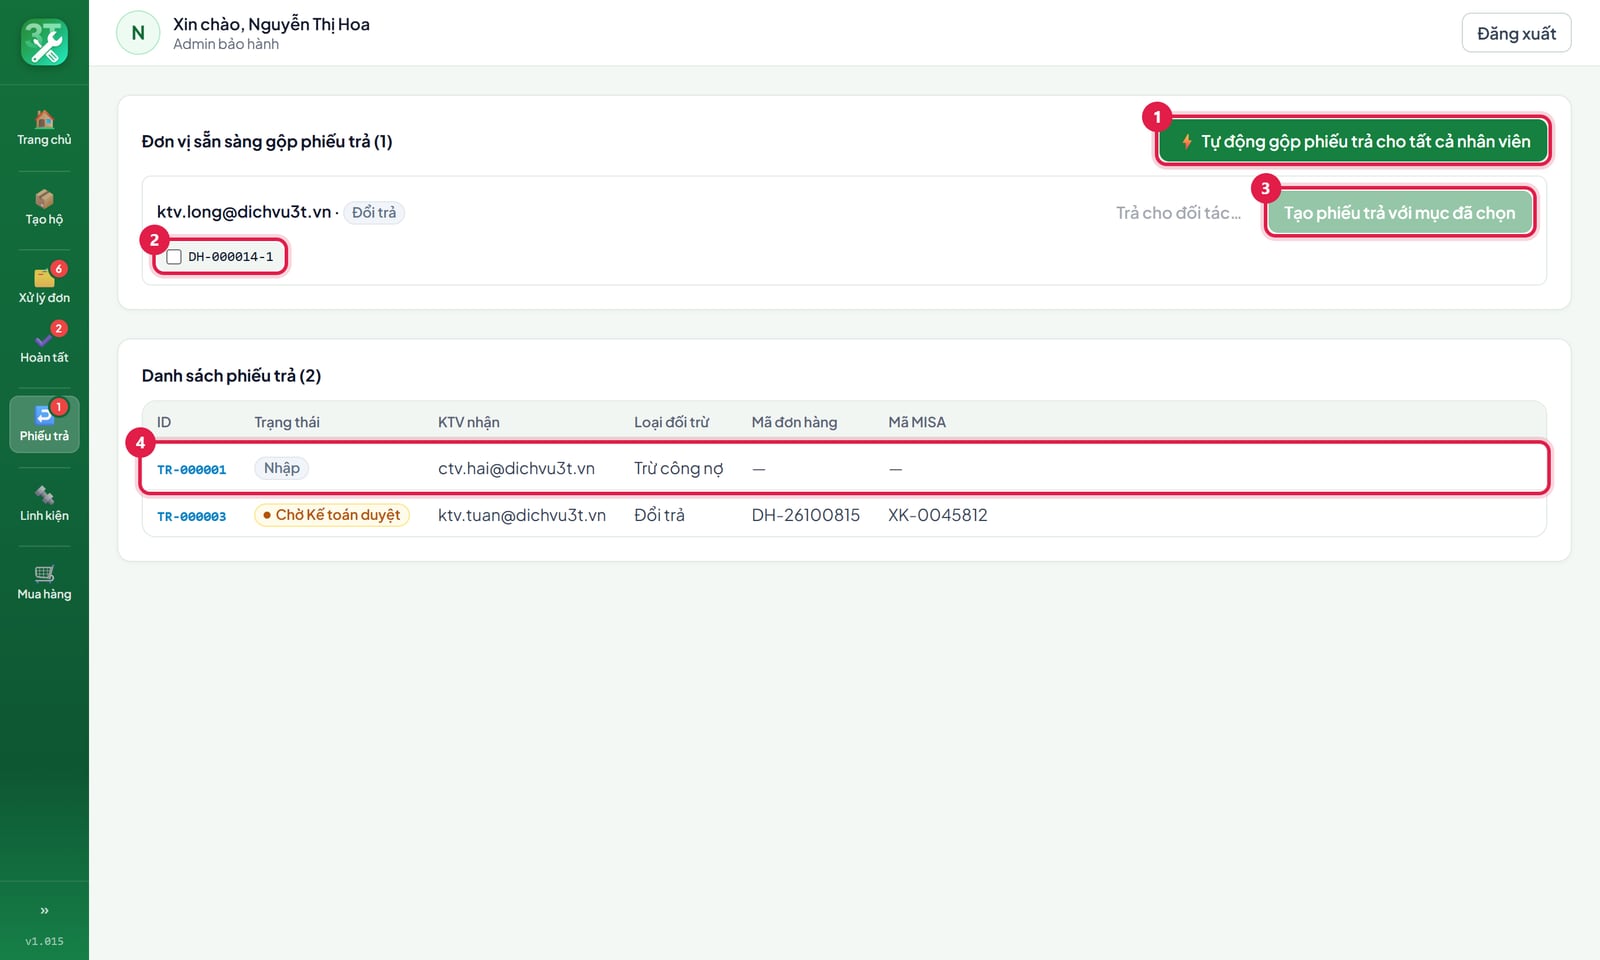 3T
Trang chủ
Tạo hộ
6
Xử lý đơn
2
Hoàn tất
1
Phiếu trả
Linh kiện
Mua hàng
»
v1.015
N
Xin chào, Nguyễn Thị Hoa
Admin bảo hành
Đăng xuất
Đơn vị sẵn sàng gộp phiếu trả (1)
1
Tự động gộp phiếu trả cho tất cả nhân viên
ktv.long@dichvu3t.vn · Đổi trả
Trả cho đối tác...
3
Tạo phiếu trả với mục đã chọn
2
DH-000014-1
Danh sách phiếu trả (2)
ID Trạng thái KTV nhận Loại đối trừ Mã đơn hàng Mã MISA
4
TR-000001 Nhập ctv.hai@dichvu3t.vn Trừ công nợ — —
TR-000003 Chờ Kế toán duyệt ktv.tuan@dichvu3t.vn Đổi trả DH-26100815 XK-0045812